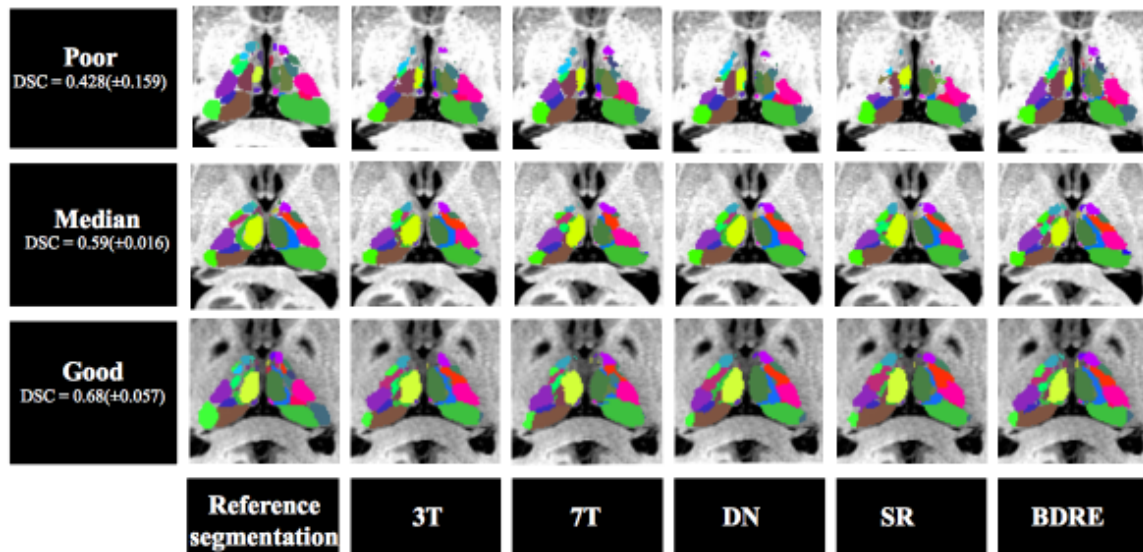 Poor
DSC = 0.428(±0.159)
Median
DSC = 0.59(±0.016)
Good
DSC = 0.68(±0.057)
Reference
segmentation
3T
7T
DN
SR
BDRE